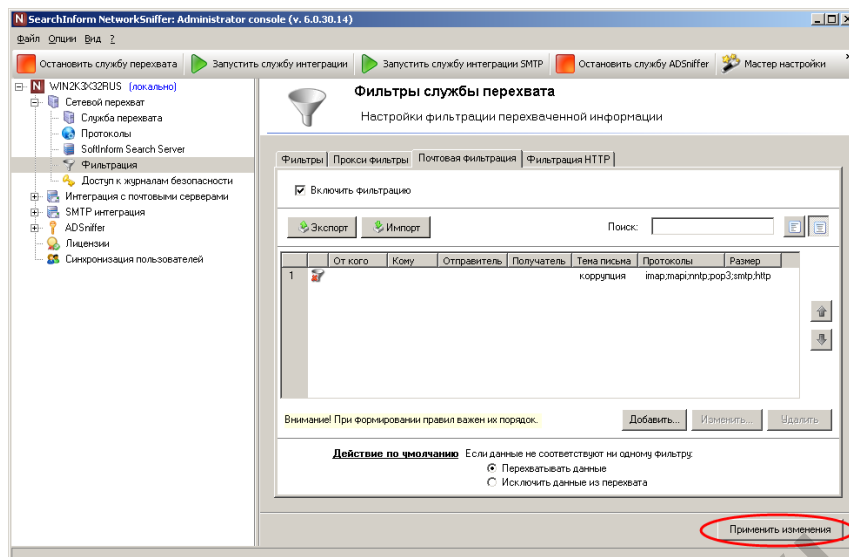 SearchInform NetworkSniffer: Administrator console (v. 6.0.30.14)
Файл Опции Вид ?
Остановить службу перехвата Запустить службу интеграции Запустить службу интеграции SMTP Остановить службу ADSniffer Мастер настройки
WIN2K3X32RUS (локально)
Сетевой перехват
Служба перехвата
Протоколы
SoftInform Search Server
Фильтрация
Доступ к журналам безопасности
Интеграция с почтовыми серверами
SMTP интеграция
ADSniffer
Лицензии
Синхронизация пользователей
Фильтры службы перехвата
Настройки фильтрации перехваченной информации
Фильтры Прокси фильтры Почтовая фильтрация Фильтрация HTTP
Включить фильтрацию
Экспорт Импорт Поиск:
От кого Кому Отправитель Получатель Тема письма Протоколы Размер
1 коррупция imap;mapi;nntp;pop3;smtp;http
Внимание! При формировании правил важен их порядок.
Добавить... Изменить... Удалить
Действие по умолчанию Если данные не соответствуют ни одному фильтру:
Перехватывать данные
Исключить данные из перехвата
Применить изменения